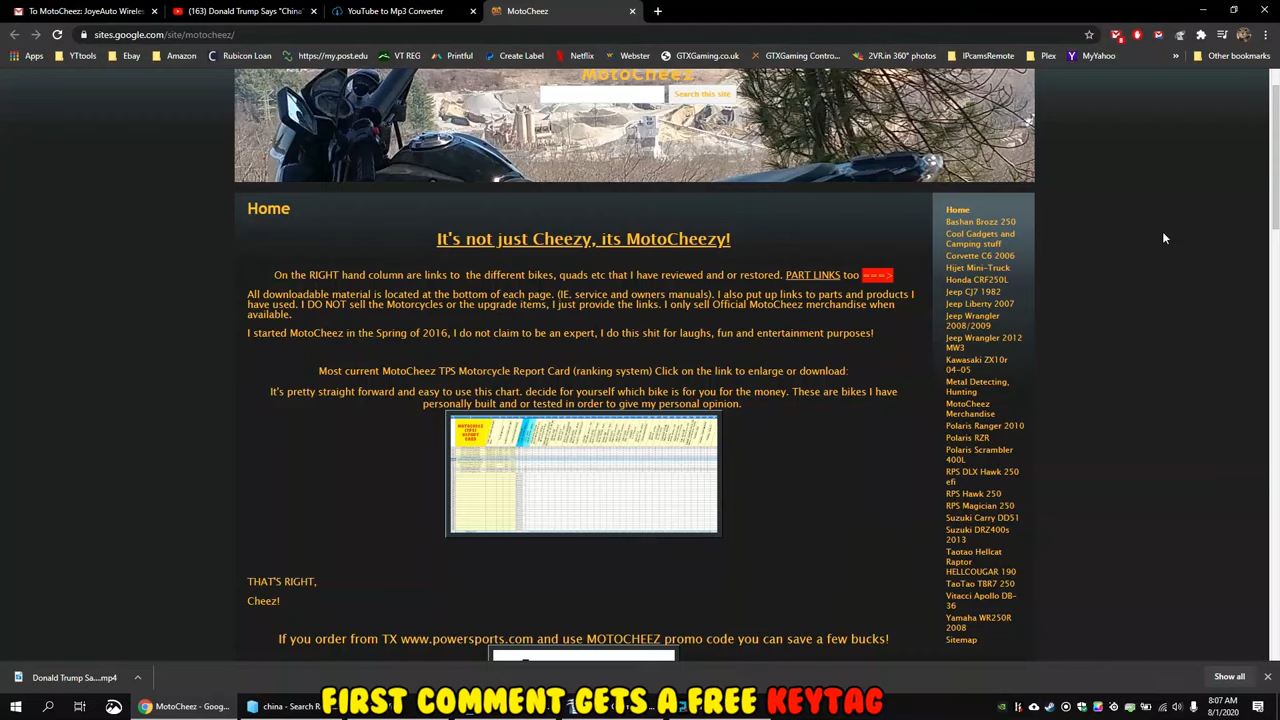 To MotoCheez: JoyeAuto Wireles
(163) Donald Trump Says "China"
MotoCheez
sites.google.com/site/motocheez/
Apps
YTtools
Ebay
Amazon
CU Big Loan
Rubicon Loan
https://my.post.edu
VT REG
Printful
Create Label
Netflix
Webster
GTXGaming.co.uk
GTXGaming Contro...
2VR.in 360° photos
IPcamsRemote
Plex
MyYahoo
Other bookmarks
MotoCheez
Search this site
Home
It's not just Cheezy, its MotoCheezy!
On the RIGHT hand column are links to the different bikes, quads etc that I have reviewed and or restored. PART LINKS too ===>
All downloadable material is located at the bottom of each page. (IE. service and owners manuals). I also put up links to parts and products I
have used. I DO NOT sell the Motorcycles or the upgrade items, I just provide the links. I only sell Official MotoCheez merchandise when
available.
I started MotoCheez in the Spring of 2016, I do not claim to be an expert, I do this shit for laughs, fun and entertainment purposes!
Most current MotoCheez TPS Motorcycle Report Card (ranking system) Click on the link to enlarge or download:
It's pretty straight forward and easy to use this chart. decide for yourself which bike is for you for the money. These are bikes I have
personally built and or tested in order to give my personal opinion.
MOTOCHEEZ
(TPS)
REPORT
CARD
THAT'S RIGHT,
Cheez!
If you order from TX www.powersports.com and use MOTOCHEEZ promo code you can save a few bucks!
Home
Bashan Brozz 250
Cool Gadgets and
Camping stuff
Corvette C6 2006
Hijet Mini-Truck
Honda CRF250L
Jeep CJ7 1982
Jeep Liberty 2007
Jeep Wrangler
2008/2009
Jeep Wrangler 2012
MW3
Kawasaki ZX10r
04-05
Metal Detecting,
Hunting
MotoCheez
Merchandise
Polaris Ranger 2010
Polaris RZR
Polaris Scrambler
400L
RPS DLX Hawk 250
efi
RPS Hawk 250
RPS Magician 250
Suzuki Carry DD51
Suzuki DRZ400s
2013
Taotao Hellcat
Raptor
HELLCOUGAR 190
TaoTao TBR7 250
Vitacci Apollo DB-
36
Yamaha WR250R
2008
Sitemap
Donald Trump Sa....mp4
Show all
MotoCheez - Goog...
china - Search R
FIRST COMMENT GETS A FREE KEYTAG
8:07 AM
8/1/2020